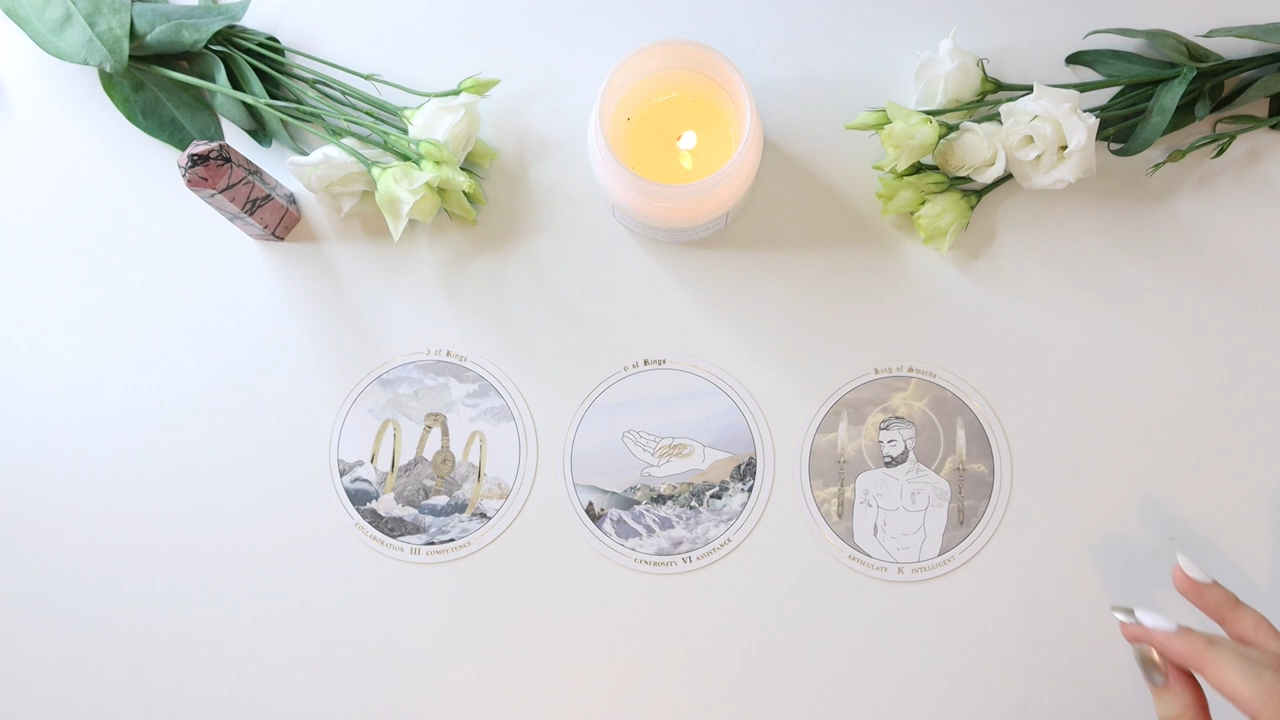 3 of Rings
COLLABORATION III COMPETENCE
6 of Rings
GENEROSITY VI ASSISTANCE
King of Swords
ARTICULATE K INTELLIGENT